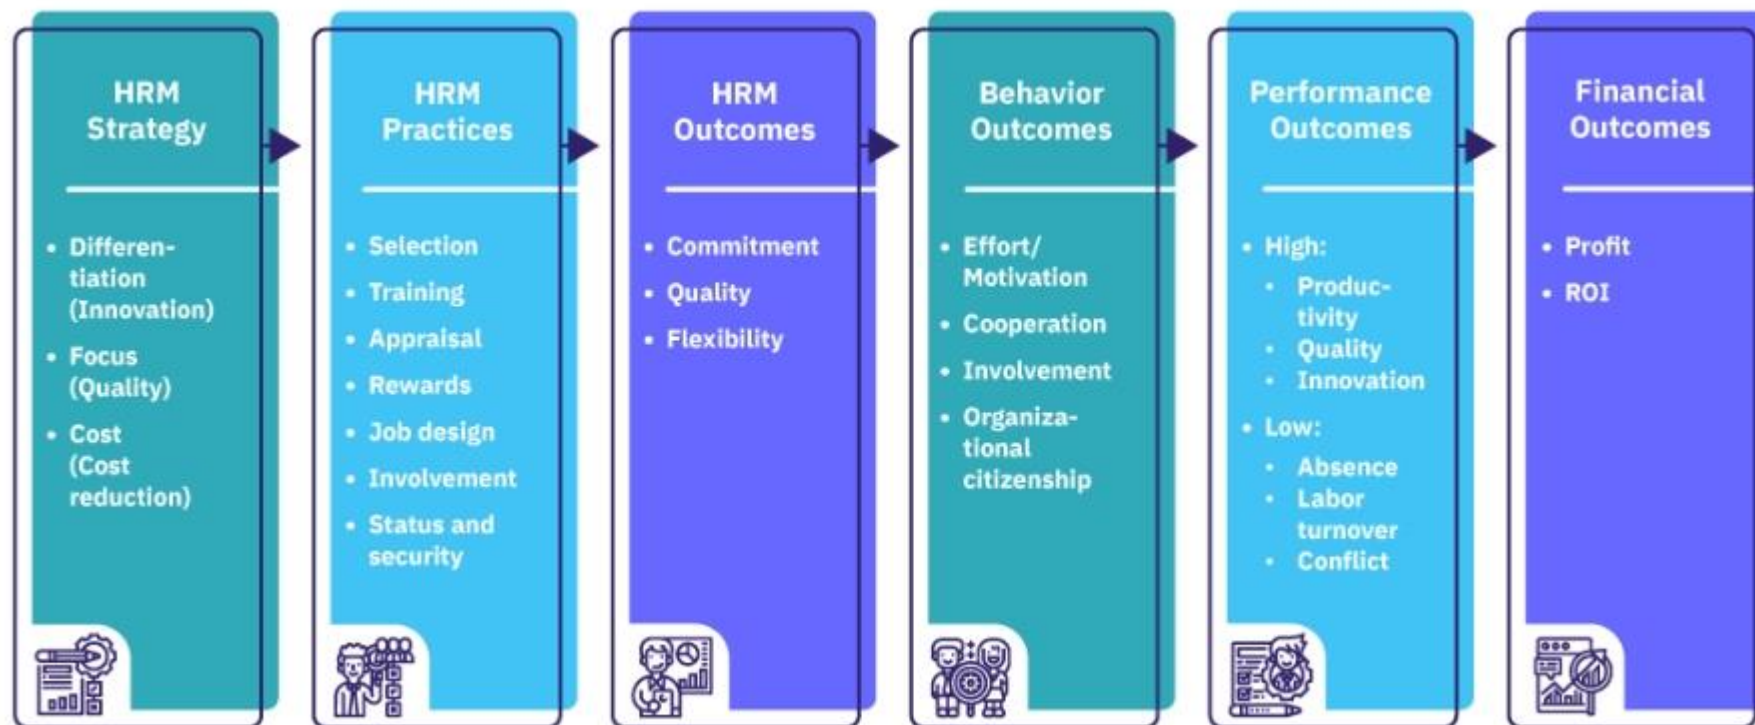 HRM
Strategy
• Differen-
tiation
(Innovation)
• Focus
(Quality)
• Cost
(Cost
reduction)
HRM
Practices
• Selection
• Training
• Appraisal
• Rewards
• Job design
• Involvement
• Status and
security
HRM
Outcomes
• Commitment
• Quality
• Flexibility
Behavior
Outcomes
• Effort/
Motivation
• Cooperation
• Involvement
• Organiza-
tional
citizenship
Performance
Outcomes
• High:
• Produc-
tivity
• Quality
• Innovation
• Low:
• Absence
• Labor
turnover
• Conflict
Financial
Outcomes
• Profit
• ROI